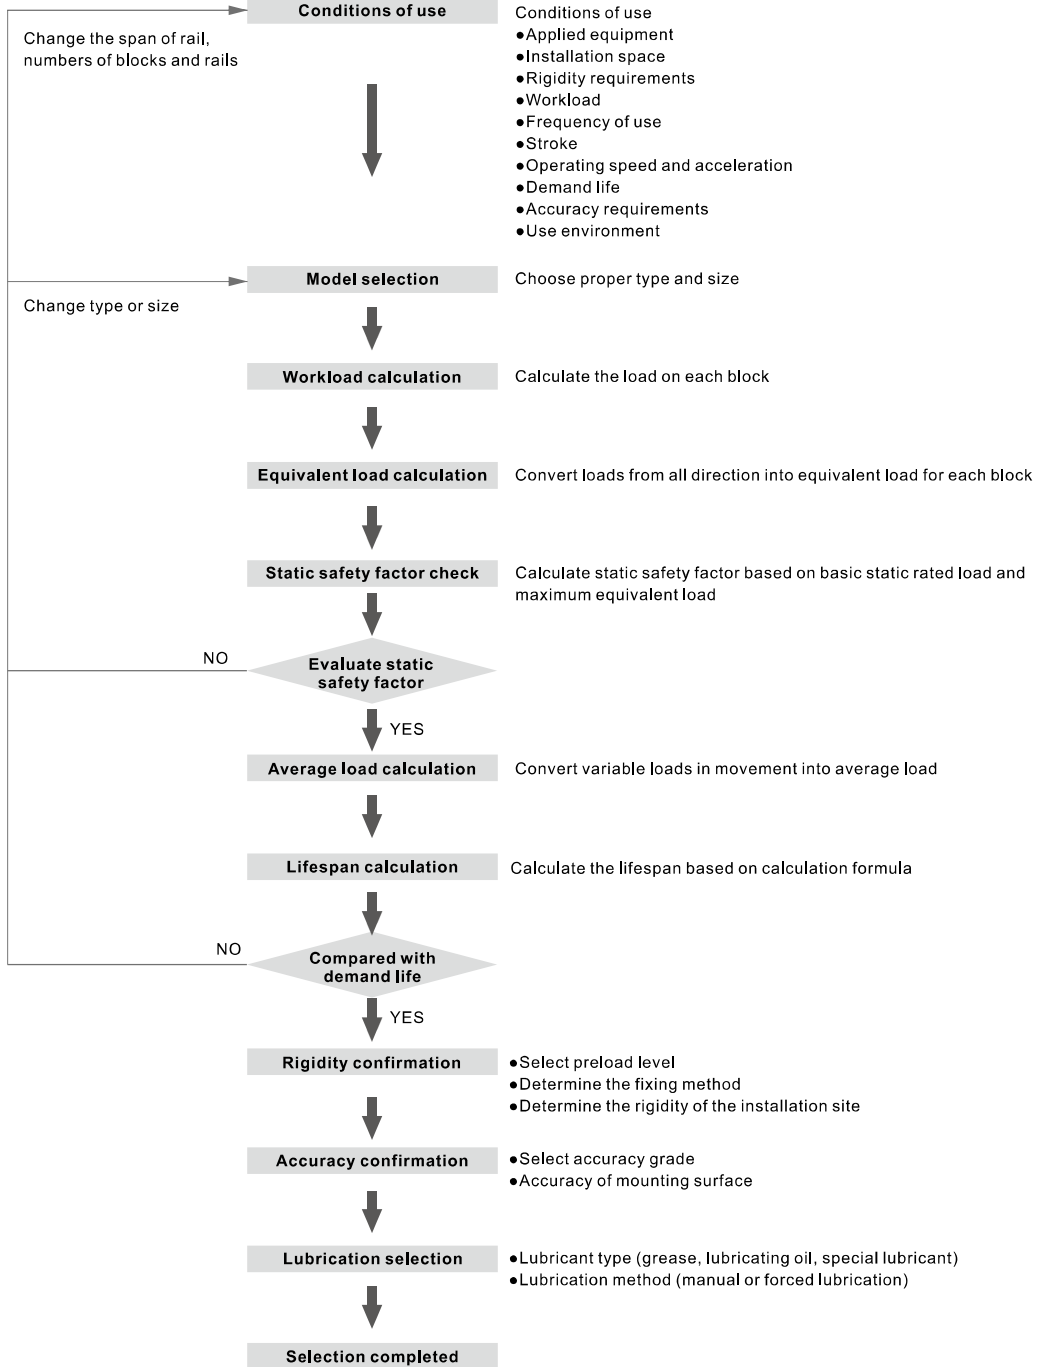 Conditions of use
Conditions of use
Change the span of rail,
numbers of blocks and rails
●Applied equipment
●Installation space
●Rigidity requirements
●Workload
●Frequency of use
●Stroke
●Operating speed and acceleration
●Demand life
●Accuracy requirements
●Use environment
Model selection
Choose proper type and size
Change type or size
Workload calculation
Calculate the load on each block
Equivalent load calculation
Convert loads from all direction into equivalent load for each block
Static safety factor check
Calculate static safety factor based on basic static rated load and
maximum equivalent load
NO
Evaluate static
safety factor
YES
Average load calculation
Convert variable loads in movement into average load
Lifespan calculation
Calculate the lifespan based on calculation formula
NO
Compared with
demand life
YES
Rigidity confirmation
●Select preload level
●Determine the fixing method
●Determine the rigidity of the installation site
Accuracy confirmation
●Select accuracy grade
●Accuracy of mounting surface
Lubrication selection
●Lubricant type (grease, lubricating oil, special lubricant)
●Lubrication method (manual or forced lubrication)
Selection completed